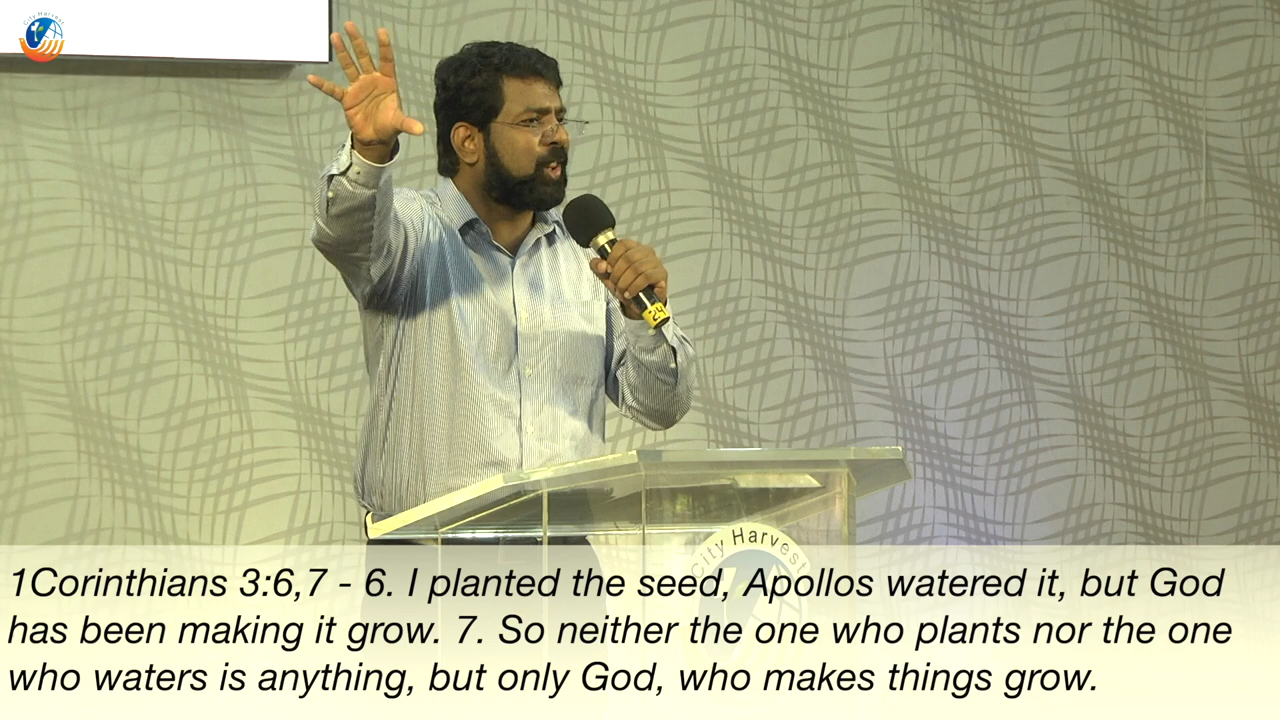 City Harvest
24
City Harvest
1Corinthians 3:6,7 - 6. I planted the seed, Apollos watered it, but God
has been making it grow. 7. So neither the one who plants nor the one
who waters is anything, but only God, who makes things grow.